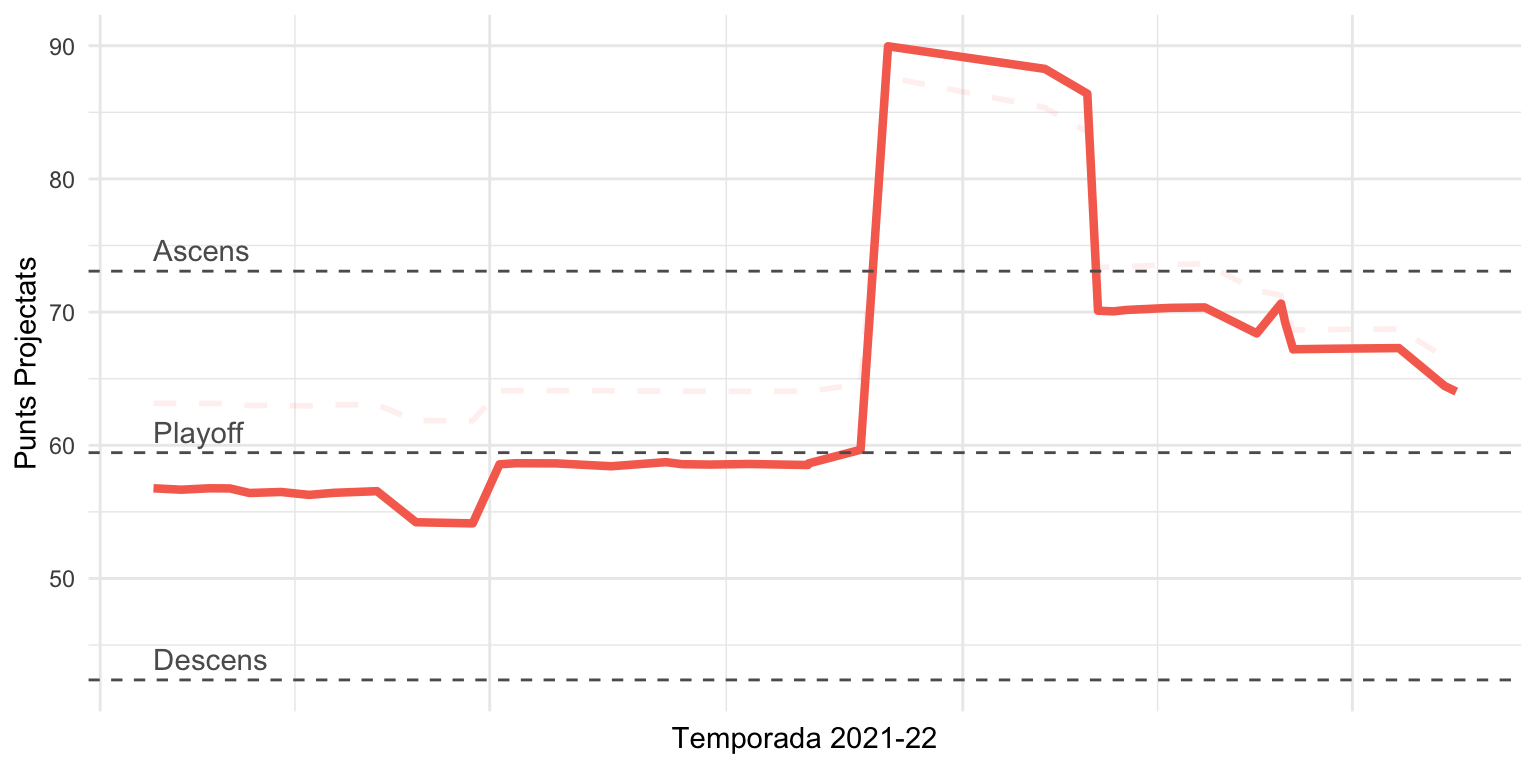 90
80
Ascens
70
Playoff
60
50
Descens
Punts Projectats
Temporada 2021-22